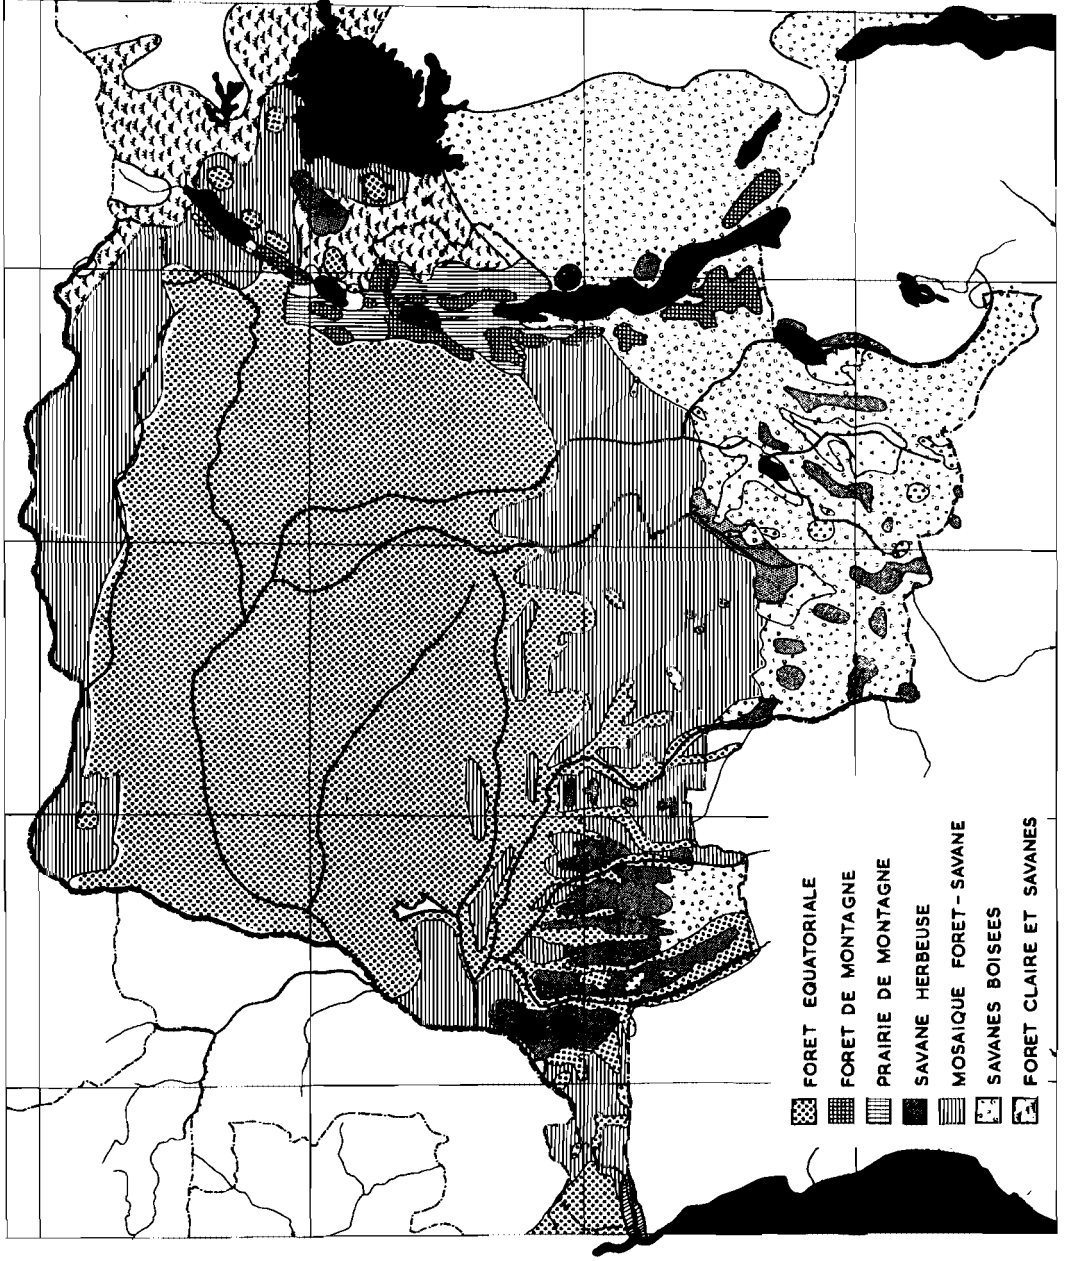 FORET EQUATORIALE
FORET DE MONTAGNE
PRAIRIE DE MONTAGNE
SAVANE HERBEUSE
MOSAIQUE FORET-SAVANE
SAVANES BOISEES
FORET CLAIRE ET SAVANES